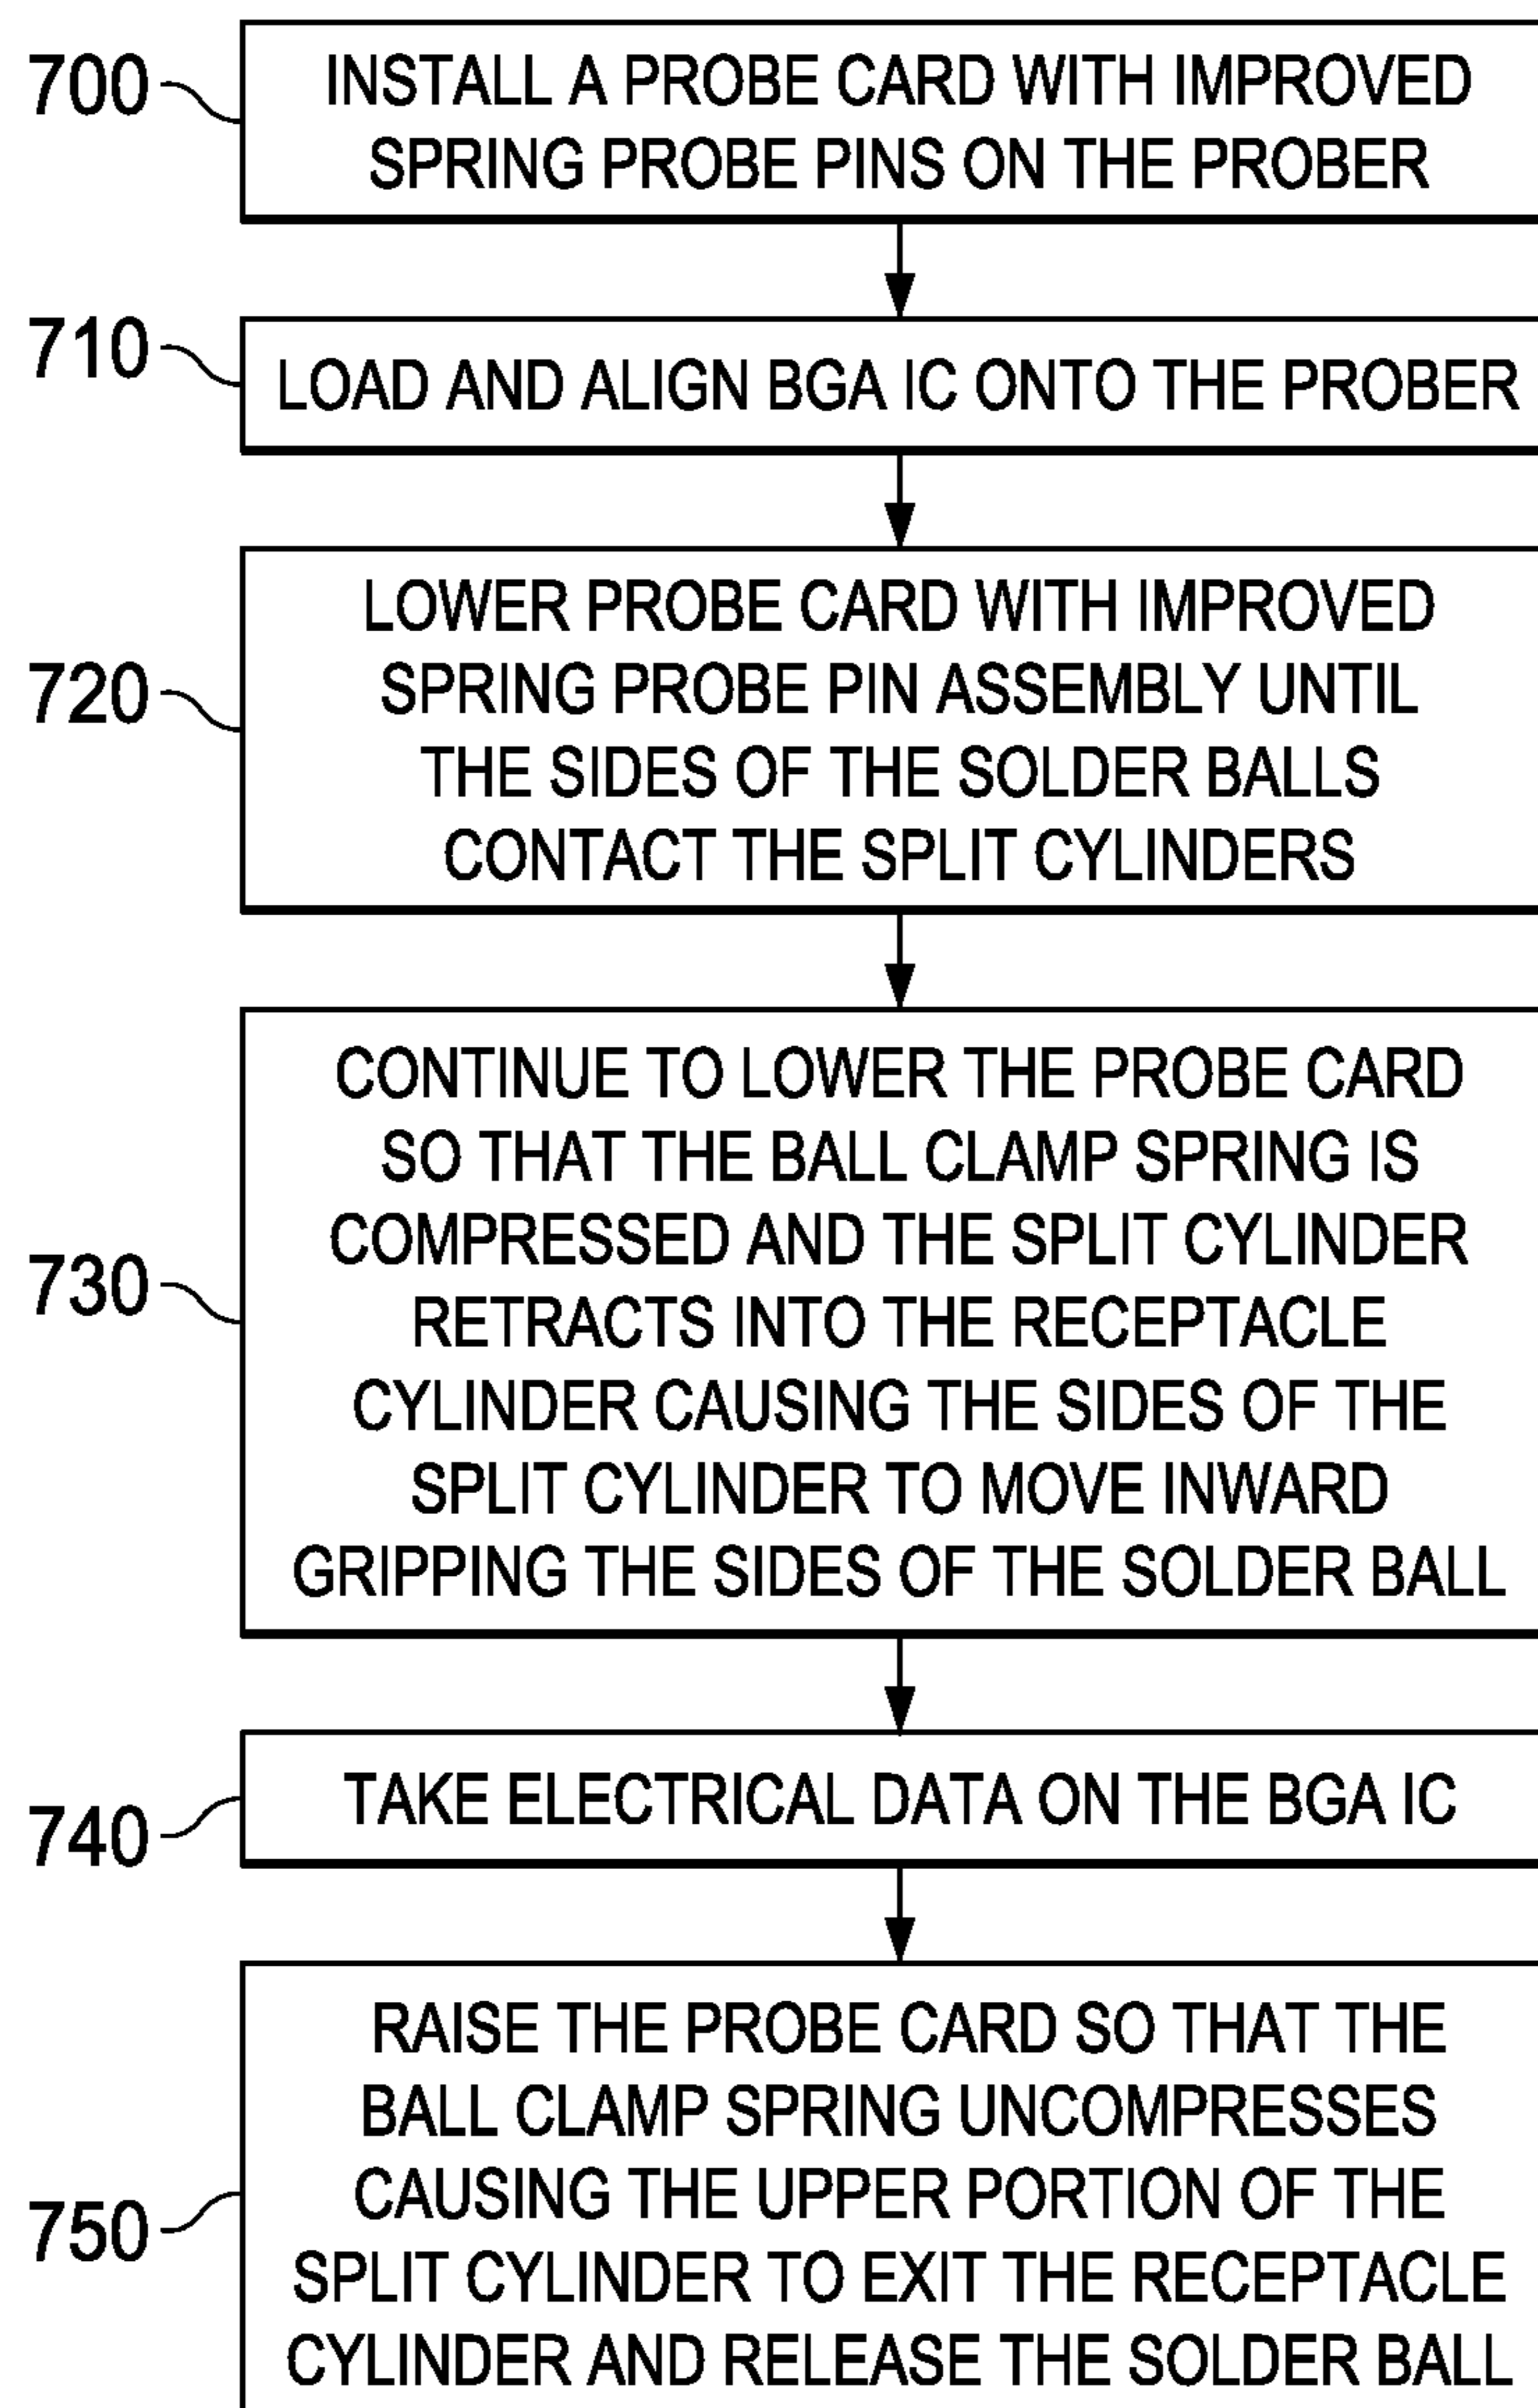 700
INSTALL A PROBE CARD WITH IMPROVED
SPRING PROBE PINS ON THE PROBER
710
LOAD AND ALIGN BGA IC ONTO THE PROBER
720
LOWER PROBE CARD WITH IMPROVED
SPRING PROBE PIN ASSEMBLY UNTIL
THE SIDES OF THE SOLDER BALLS
CONTACT THE SPLIT CYLINDERS
730
CONTINUE TO LOWER THE PROBE CARD
SO THAT THE BALL CLAMP SPRING IS
COMPRESSED AND THE SPLIT CYLINDER
RETRACTS INTO THE RECEPTACLE
CYLINDER CAUSING THE SIDES OF THE
SPLIT CYLINDER TO MOVE INWARD
GRIPPING THE SIDES OF THE SOLDER BALL
740
TAKE ELECTRICAL DATA ON THE BGA IC
750
RAISE THE PROBE CARD SO THAT THE
BALL CLAMP SPRING UNCOMPRESSES
CAUSING THE UPPER PORTION OF THE
SPLIT CYLINDER TO EXIT THE RECEPTACLE
CYLINDER AND RELEASE THE SOLDER BALL